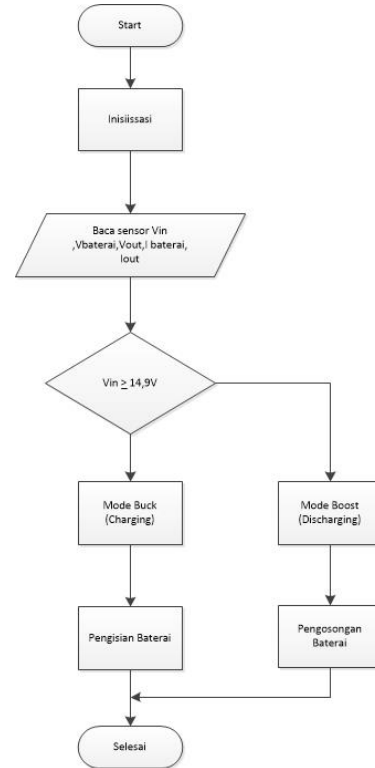 Start
Inisiissasi
Baca sensor Vin
,Vbaterai,Vout,I baterai,
Iout
Vin ≥ 14,9V
Mode Buck
(Charging)
Mode Boost
(Discharging)
Pengisian Baterai
Pengosongan
Baterai
Selesai